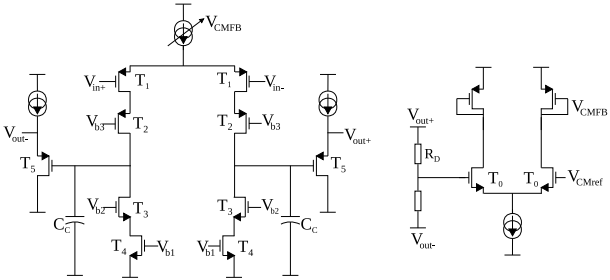 V_CMFB
V_in+ T_1 T_1 V_in-
V_b3 T_2 T_2 V_b3
V_out- V_out+
T_5 T_5
V_b2 T_3 T_3 V_b2
C_C C_C
T_4 V_b1 V_b1 T_4
V_out+
V_CMFB
R_D
T_0 T_0 V_CMref
V_out-